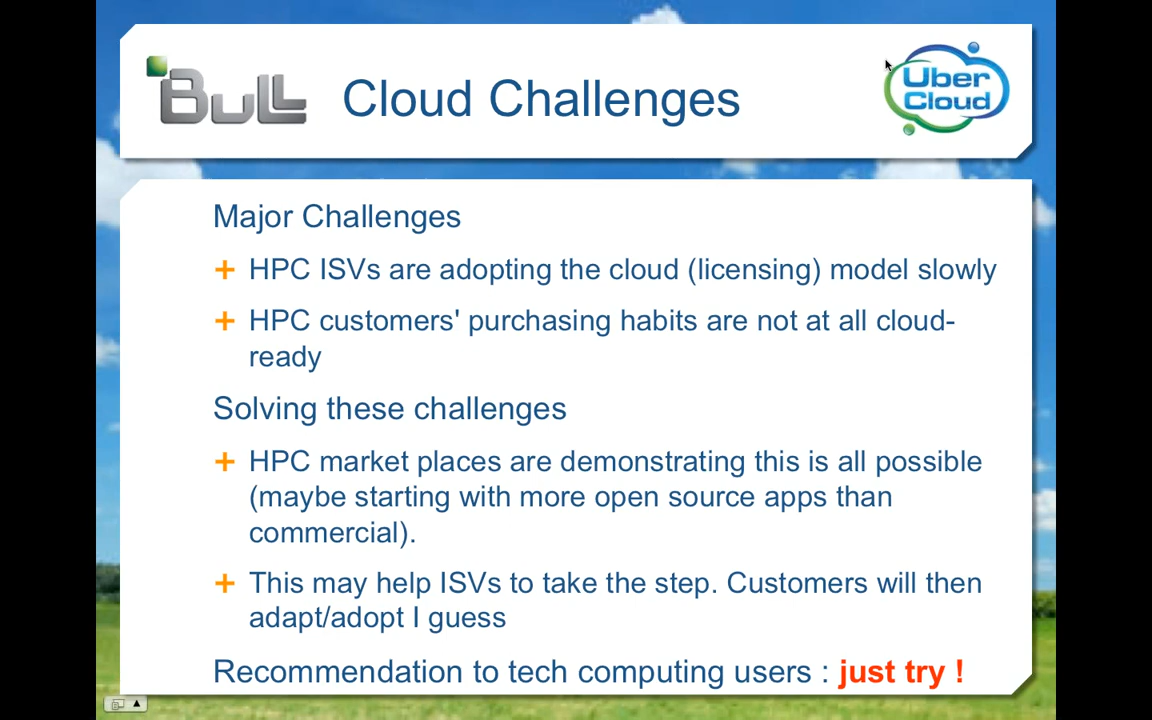 Bull
Cloud Challenges
Uber
Cloud
Major Challenges
+ HPC ISVs are adopting the cloud (licensing) model slowly
+ HPC customers' purchasing habits are not at all cloud-
ready
Solving these challenges
+ HPC market places are demonstrating this is all possible
(maybe starting with more open source apps than
commercial).
+ This may help ISVs to take the step. Customers will then
adapt/adopt I guess
Recommendation to tech computing users : just try !